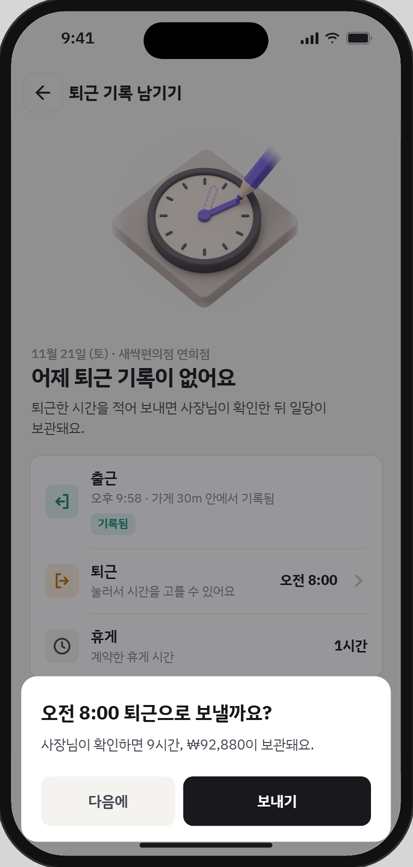 9:41
퇴근 기록 남기기
11월 21일 (토) · 새싹편의점 연희점
어제 퇴근 기록이 없어요
퇴근한 시간을 적어 보내면 사장님이 확인한 뒤 일당이
보관돼요.
출근
오후 9:58 · 가게 30m 안에서 기록됨
기록됨
퇴근
눌러서 시간을 고를 수 있어요
오전 8:00
휴게
계약한 휴게 시간
1시간
오전 8:00 퇴근으로 보낼까요?
사장님이 확인하면 9시간, ₩92,880이 보관돼요.
다음에
보내기